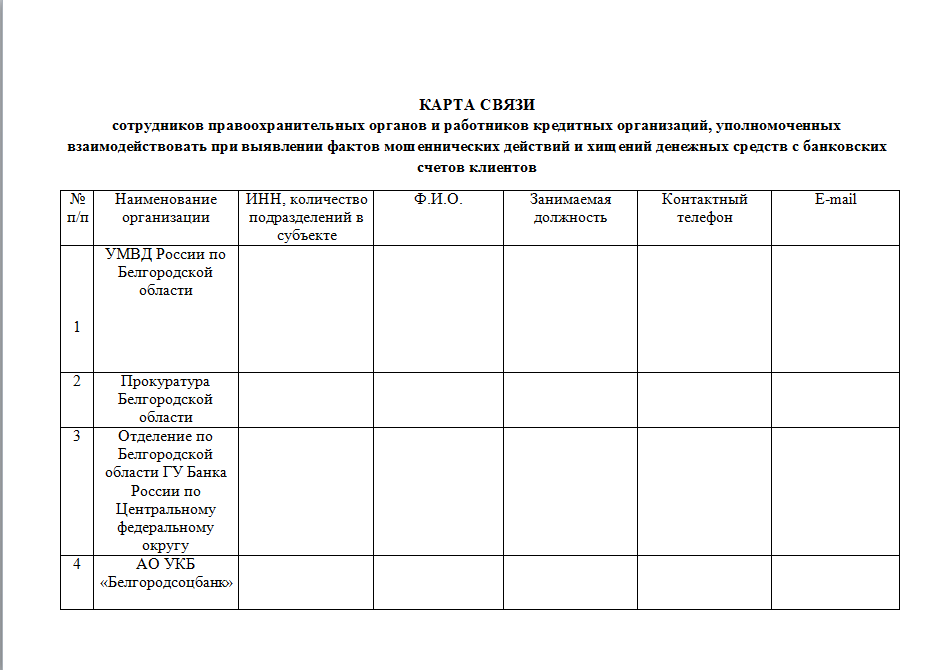 КАРТА СВЯЗИ
сотрудников правоохранительных органов и работников кредитных организаций, уполномоченных
взаимодействовать при выявлении фактов мошеннических действий и хищений денежных средств с банковских
счетов клиентов
№
п/п
Наименование
организации
ИНН, количество
подразделений в
субъекте
Ф.И.О.
Занимаемая
должность
Контактный
телефон
E-mail
1
УМВД России по
Белгородской
области
2
Прокуратура
Белгородской
области
3
Отделение по
Белгородской
области ГУ Банка
России по
Центральному
федеральному
округу
4
АО УКБ
«Белгородсоцбанк»